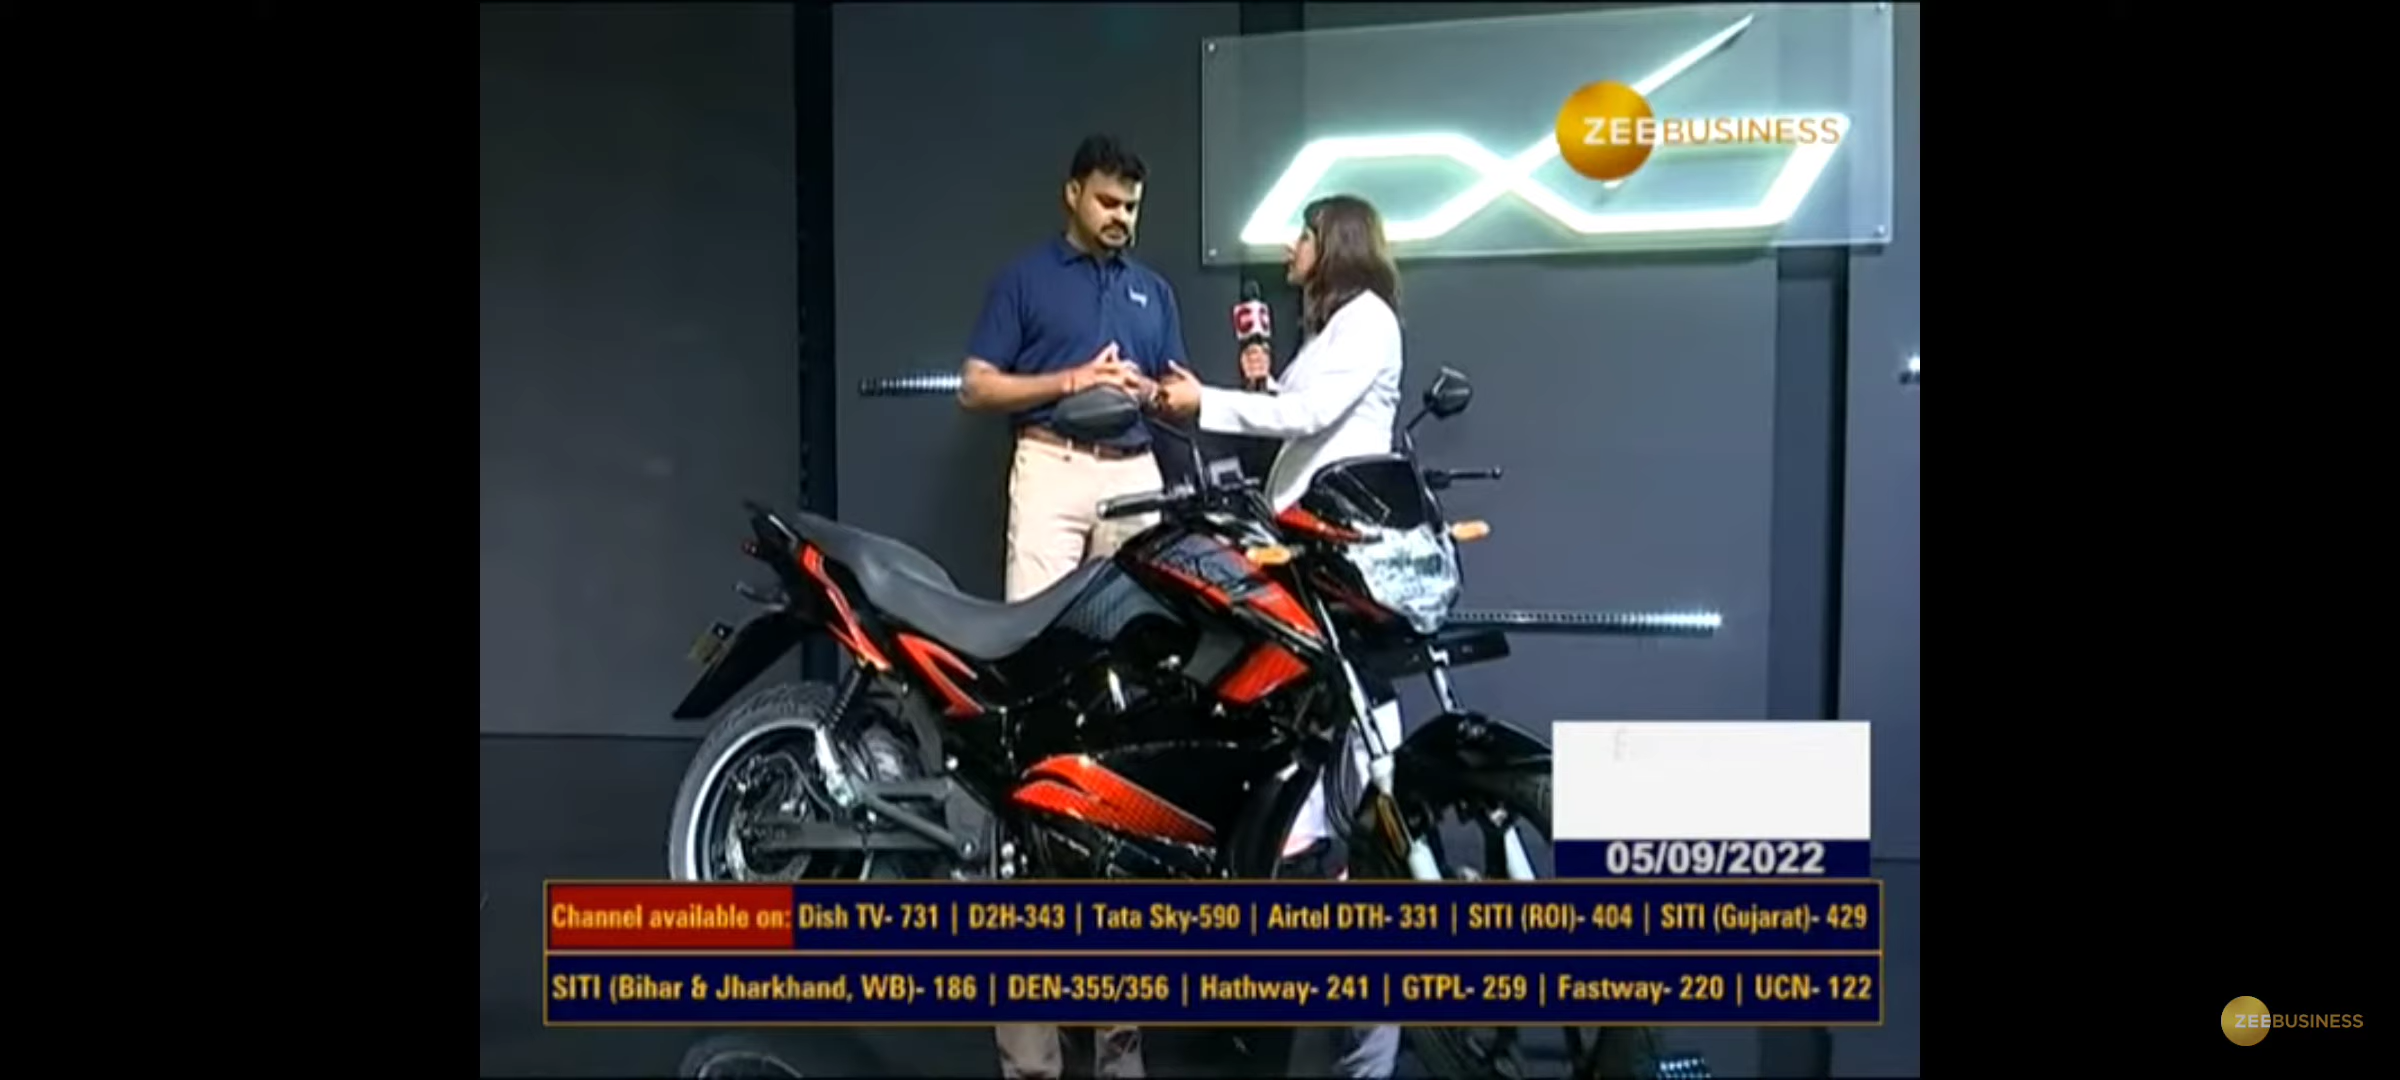 ZEEBUSINESS
05/09/2022
Channel available on: Dish TV- 731 | D2H-343 | Tata Sky-590 | Airtel DTH- 331 | SITI (ROI)- 404 | SITI (Gujarat)- 429
SITI (Bihar & Jharkhand, WB)- 186 | DEN-355/356 | Hathway- 241 | GTPL- 259 | Fastway- 220 | UCN- 122
ZEEBUSINESS